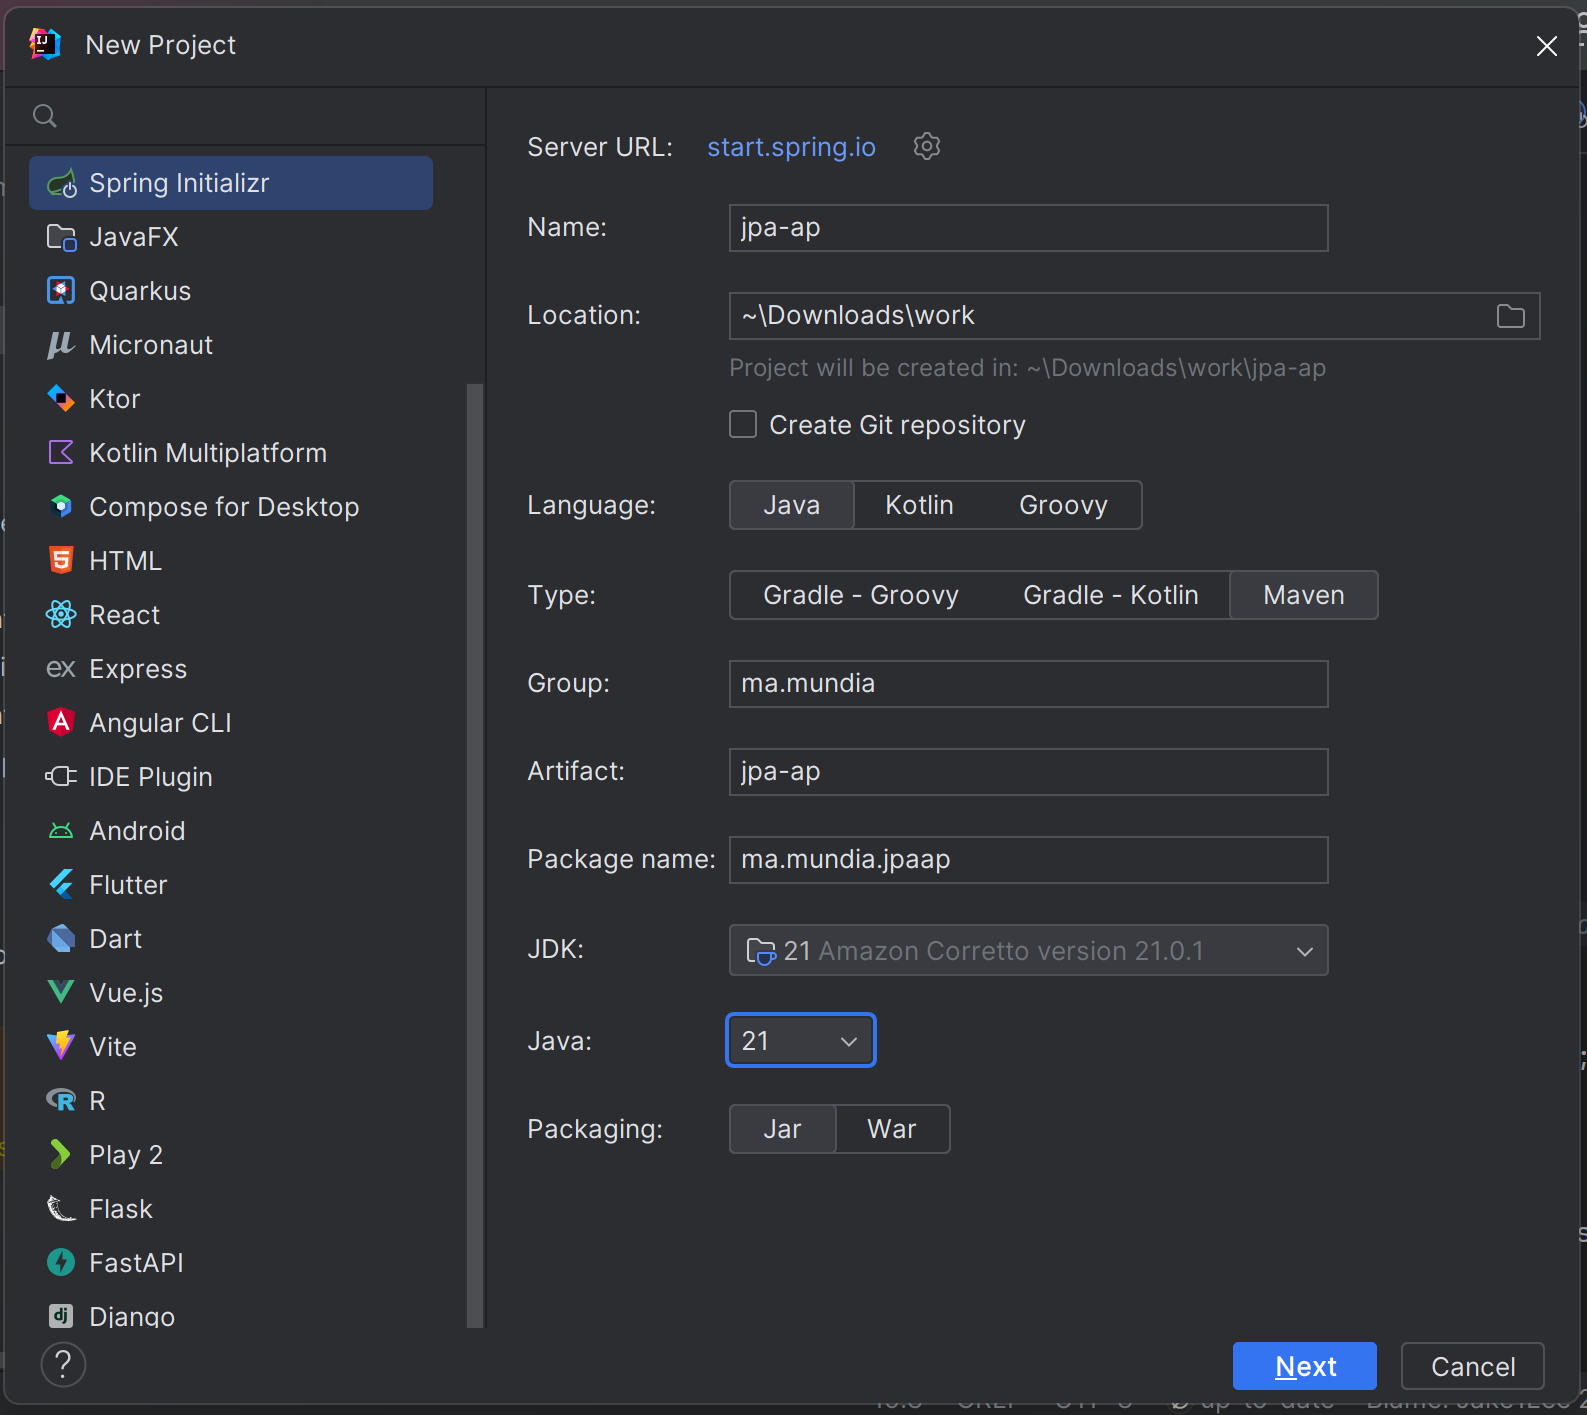 New Project
Server URL: start.spring.io
Spring Initializr
JavaFX
Quarkus
Micronaut
Ktor
Kotlin Multiplatform
Compose for Desktop
HTML
React
Express
Angular CLI
IDE Plugin
Android
Flutter
Dart
Vue.js
Vite
R
Play 2
Flask
FastAPI
Django
Name: jpa-ap
Location: ~\Downloads\work
Project will be created in: ~\Downloads\work\jpa-ap
Create Git repository
Language: Java Kotlin Groovy
Type: Gradle - Groovy Gradle - Kotlin Maven
Group: ma.mundia
Artifact: jpa-ap
Package name: ma.mundia.jpaap
JDK: 21 Amazon Corretto version 21.0.1
Java: 21
Packaging: Jar War
? Next Cancel